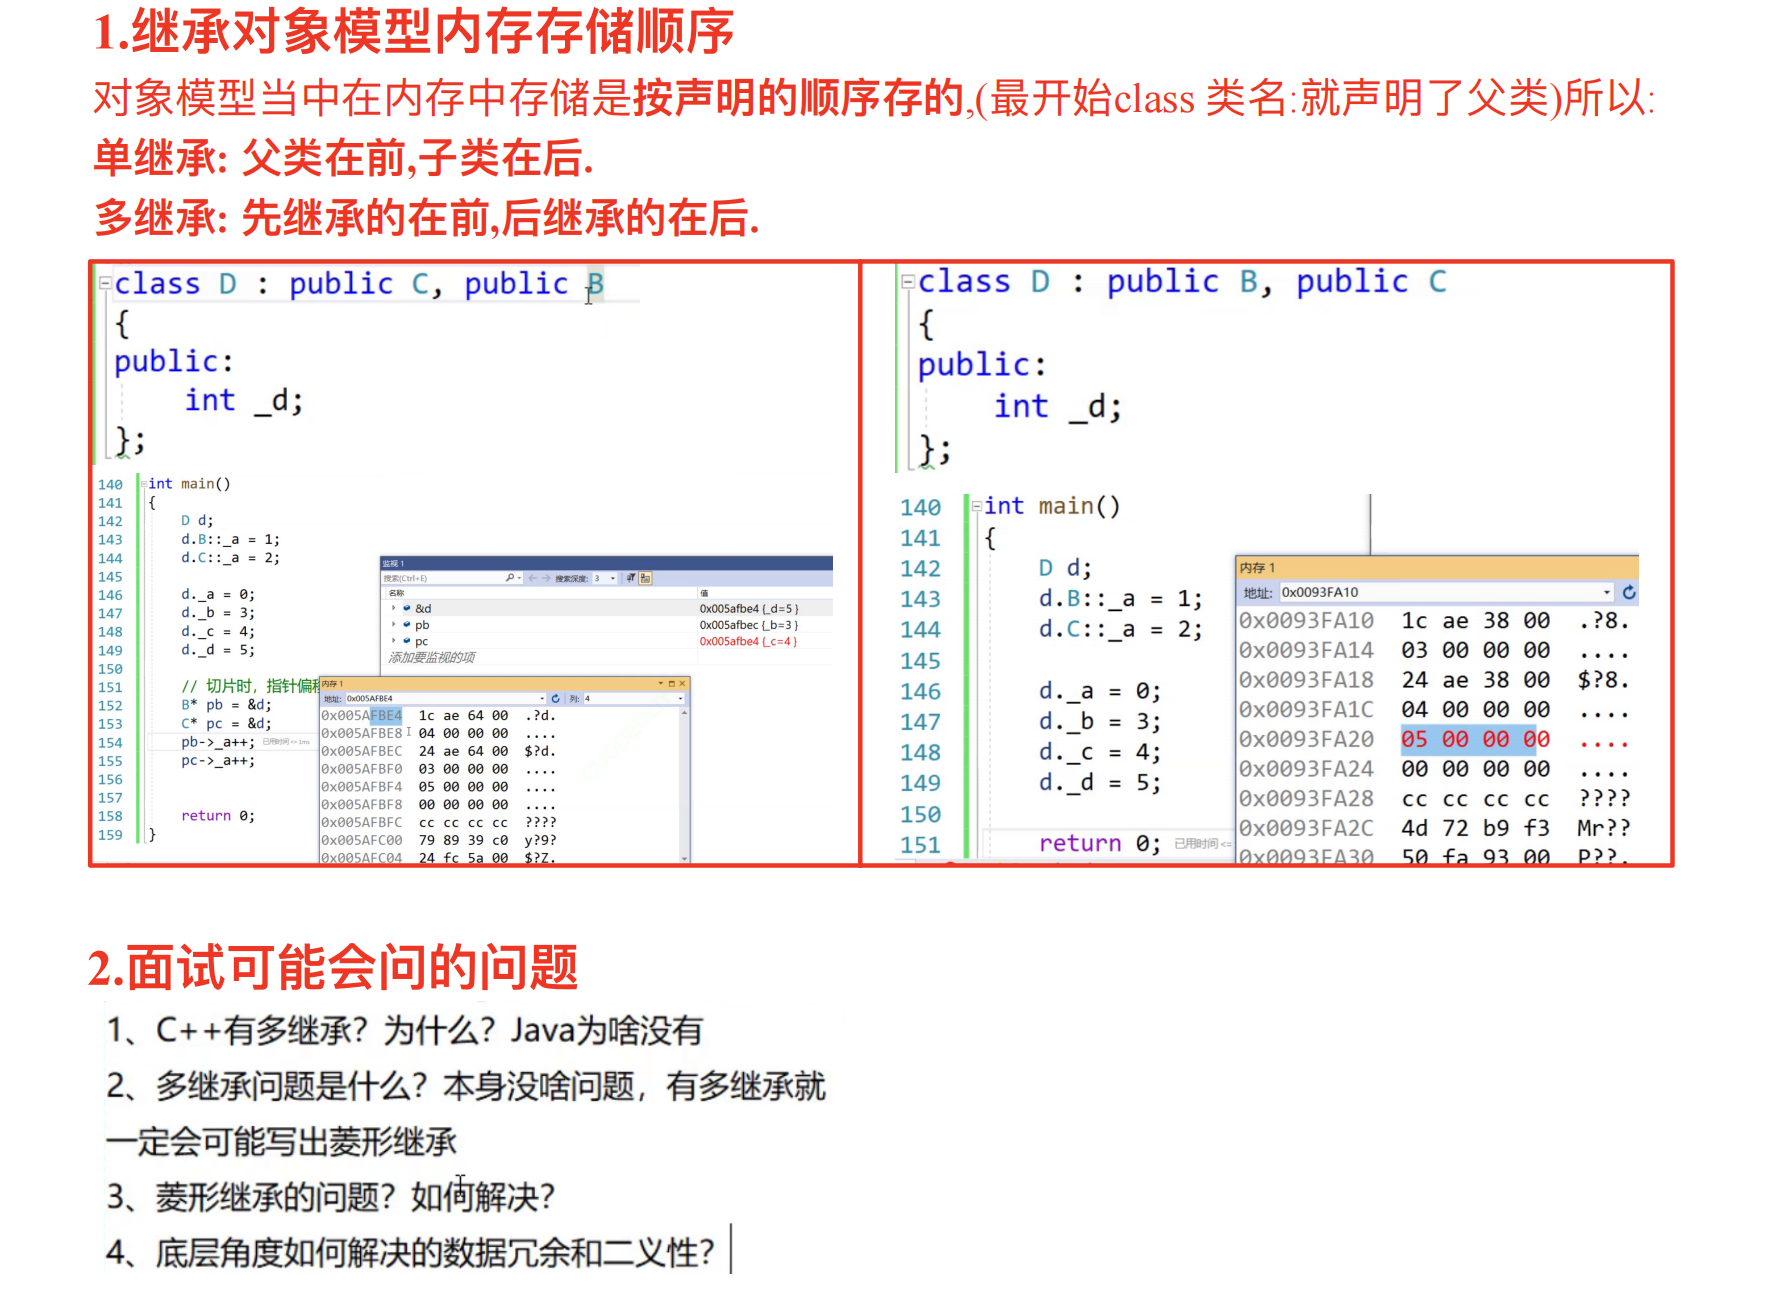 1.继承对象模型内存存储顺序
对象模型当中在内存中存储是按声明的顺序存的,(最开始class 类名:就声明了父类)所以:
单继承: 父类在前,子类在后.
多继承: 先继承的在前,后继承的在后.
class D : public C, public B
{
public:
int _d;
};
140 int main()
141 {
142 D d;
143 d.B::_a = 1;
144 d.C::_a = 2;
145
146 d._a = 0;
147 d._b = 3;
148 d._c = 4;
149 d._d = 5;
150
151 // 切片时，指针偏
152 B* pb = &d;
153 C* pc = &d;
154 pb->_a++; 已用时间 <= 1ms
155 pc->_a++;
156
157
158 return 0;
159 }
监视 1
搜索(Ctrl+E) 搜索深度: 3
名称 值
&d 0x005afbe4 {_d=5 }
pb 0x005afbec {_b=3 }
pc 0x005afbe4 {_c=4 }
添加要监视的项
内存 1
地址: 0x005AFBE4 列: 4
0x005AFBE4 1c ae 64 00 .?d.
0x005AFBE8 04 00 00 00 ....
0x005AFBEC 24 ae 64 00 $?d.
0x005AFBF0 03 00 00 00 ....
0x005AFBF4 05 00 00 00 ....
0x005AFBF8 00 00 00 00 ....
0x005AFBFC cc cc cc cc ????
0x005AFC00 79 89 39 c0 y?9?
0x005AFC04 24 fc 5a 00 $?Z.
class D : public B, public C
{
public:
int _d;
};
140 int main()
141 {
142 D d;
143 d.B::_a = 1;
144 d.C::_a = 2;
145
146 d._a = 0;
147 d._b = 3;
148 d._c = 4;
149 d._d = 5;
150
151 return 0; 已用时间 <=
内存 1
地址: 0x0093FA10
0x0093FA10 1c ae 38 00 .?8.
0x0093FA14 03 00 00 00 ....
0x0093FA18 24 ae 38 00 $?8.
0x0093FA1C 04 00 00 00 ....
0x0093FA20 05 00 00 00 ....
0x0093FA24 00 00 00 00 ....
0x0093FA28 cc cc cc cc ????
0x0093FA2C 4d 72 b9 f3 Mr??
0x0093FA30 50 fa 93 00 P??.
2.面试可能会问的问题
1、C++有多继承？为什么？Java为啥没有
2、多继承问题是什么？本身没啥问题，有多继承就
一定会可能写出菱形继承
3、菱形继承的问题？如何解决？
4、底层角度如何解决的数据冗余和二义性？